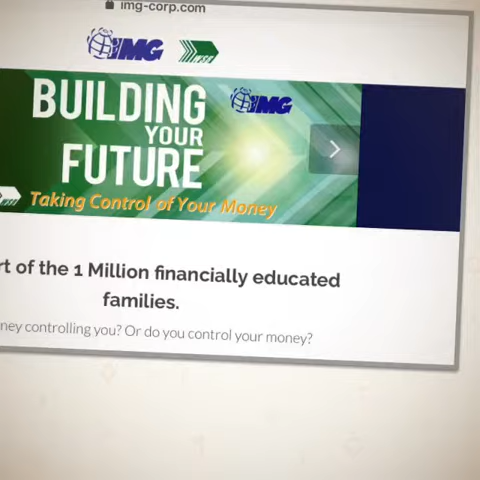 img-corp.com
IMG
BUILDING
YOUR
FUTURE
IMG
Taking Control of Your Money
rt of the 1 Million financially educated
families.
ney controlling you? Or do you control your money?